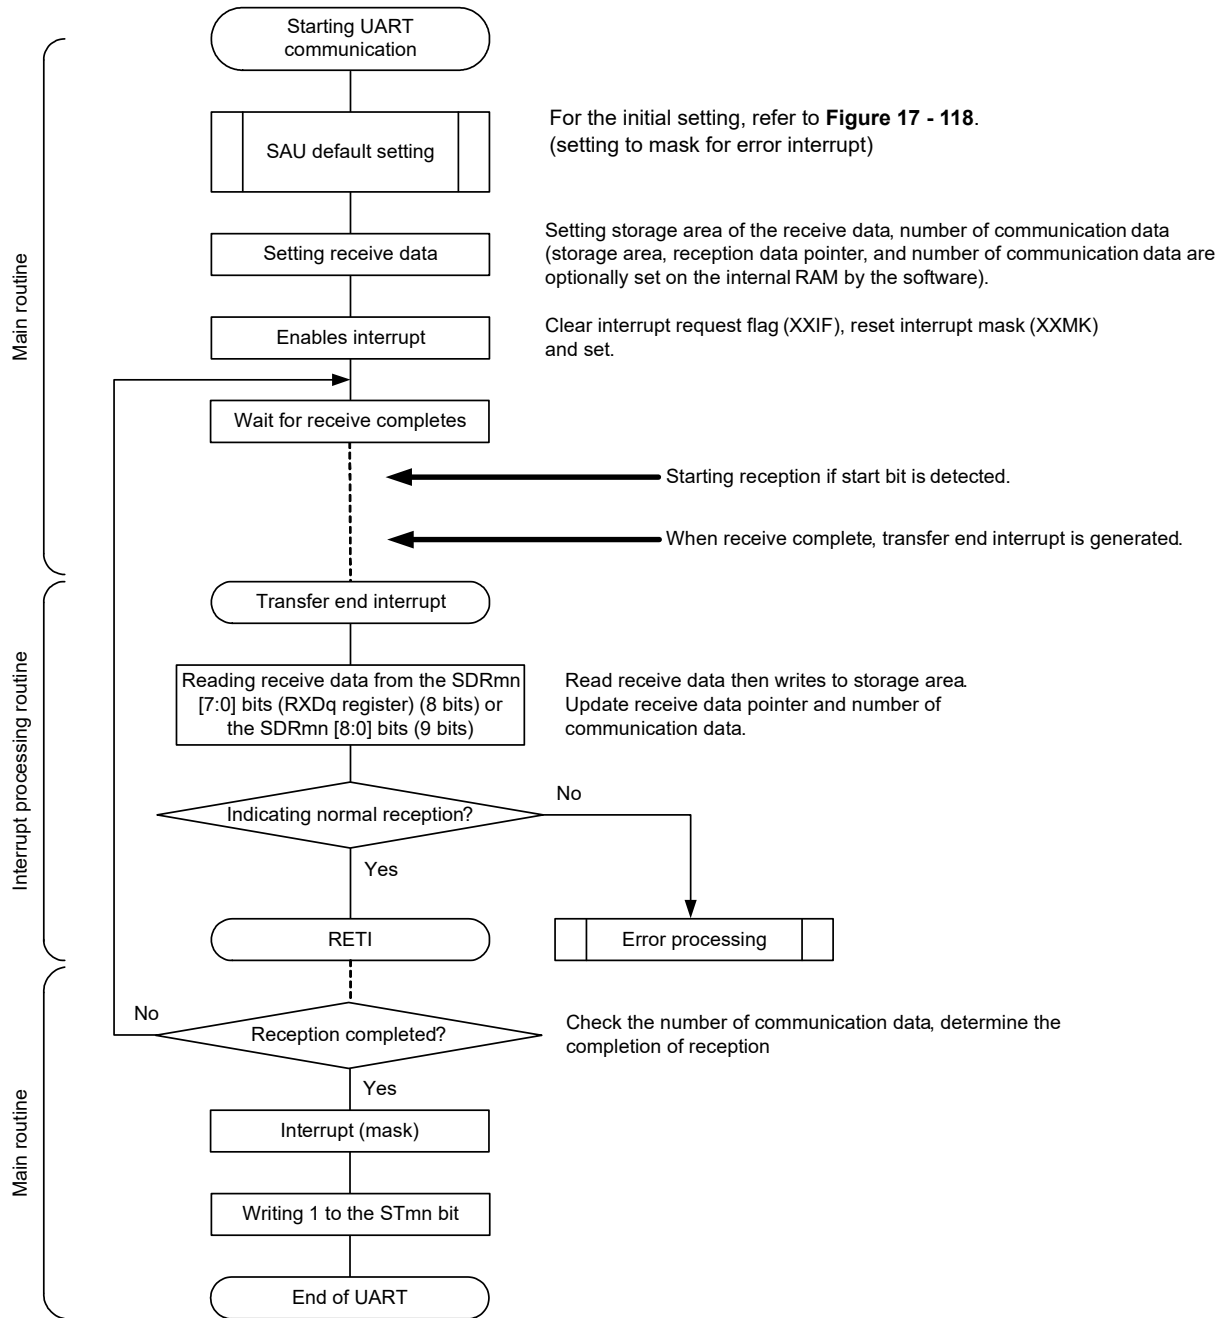 Starting UART
communication
SAU default setting
For the initial setting, refer to Figure 17 - 118.
(setting to mask for error interrupt)
Setting receive data
Setting storage area of the receive data, number of communication data
(storage area, reception data pointer, and number of communication data are
optionally set on the internal RAM by the software).
Enables interrupt
Clear interrupt request flag (XXIF), reset interrupt mask (XXMK)
and set.
Main routine
Wait for receive completes
Starting reception if start bit is detected.
When receive complete, transfer end interrupt is generated.
Transfer end interrupt
Reading receive data from the SDRmn
[7:0] bits (RXDq register) (8 bits) or
the SDRmn [8:0] bits (9 bits)
Read receive data then writes to storage area.
Update receive data pointer and number of
communication data.
Interrupt processing routine
Indicating normal reception?
No
Yes
RETI
Error processing
No
Reception completed?
Check the number of communication data, determine the
completion of reception
Yes
Main routine
Interrupt (mask)
Writing 1 to the STmn bit
End of UART